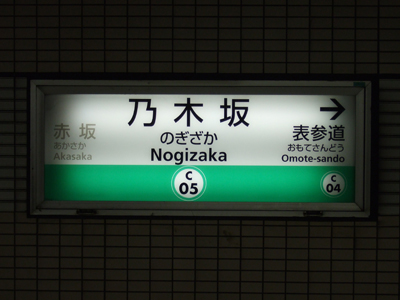 乃木坂
のぎざか
Nogizaka
C
05
赤坂
あかさか
Akasaka
→
表参道
おもてさんどう
Omote-sando
C
04